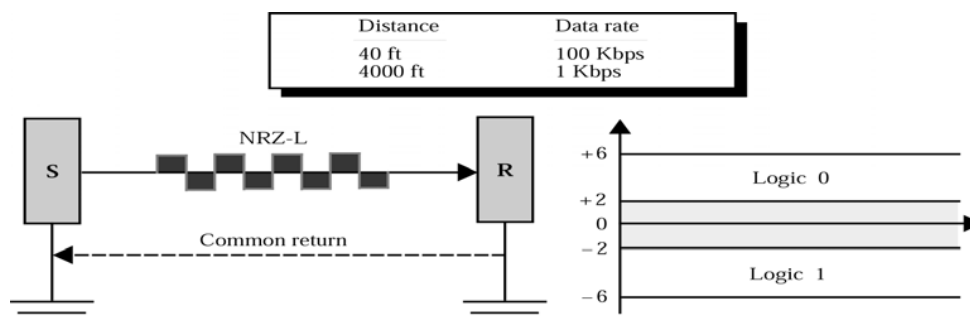 Distance Data rate
40 ft 100 Kbps
4000 ft 1 Kbps
NRZ-L
S
R
Common return
+6
Logic 0
+2
0
−2
Logic 1
−6